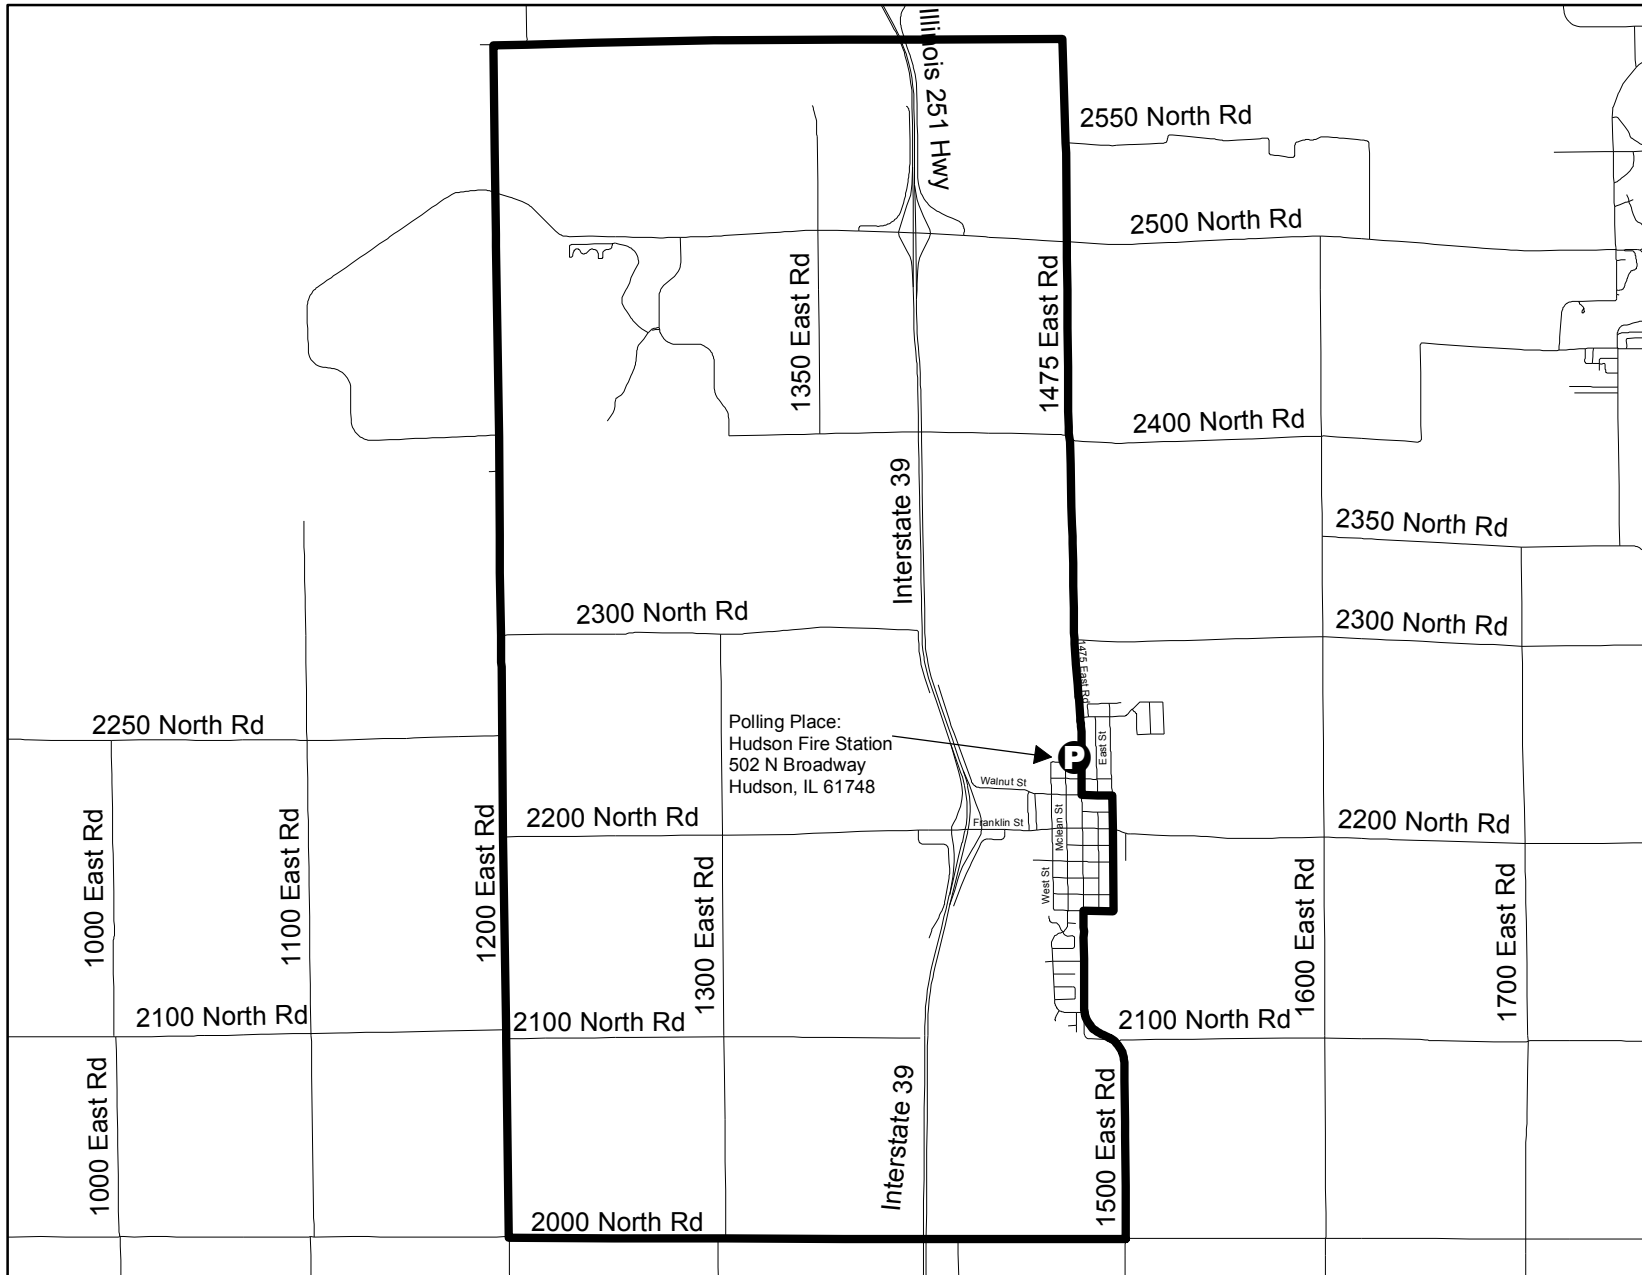 Illinois 251 Hwy
2550 North Rd
2500 North Rd
1350 East Rd
1475 East Rd
2400 North Rd
Interstate 39
2350 North Rd
2300 North Rd
2300 North Rd
1475 East Rd
2250 North Rd
Polling Place:
Hudson Fire Station
502 N Broadway
Hudson, IL 61748
P
East St
Walnut St
2200 North Rd
Franklin St
Mclean St
2200 North Rd
1000 East Rd
1100 East Rd
1200 East Rd
1300 East Rd
West St
1600 East Rd
1700 East Rd
2100 North Rd
2100 North Rd
2100 North Rd
1000 East Rd
Interstate 39
1500 East Rd
2000 North Rd